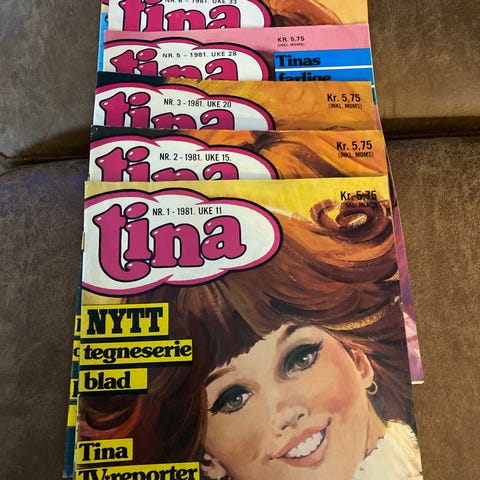 NR. 6 - 1981. UKE 33
tina
KR. 5,75
(INKL. MOMS)
NR. 5 - 1981. UKE 28
tina
Tinas
farlige
Kr. 5,75
(INKL. MOMS)
NR. 3 - 1981. UKE 20
tina
Kr. 5,75
(INKL. MOMS)
NR. 2 - 1981. UKE 15.
tina
Kr. 5,75
(INKL. MOMS)
NR. 1 - 1981. UKE 11
tina
NYTT
tegneserie
blad
Tina
TV-reporter